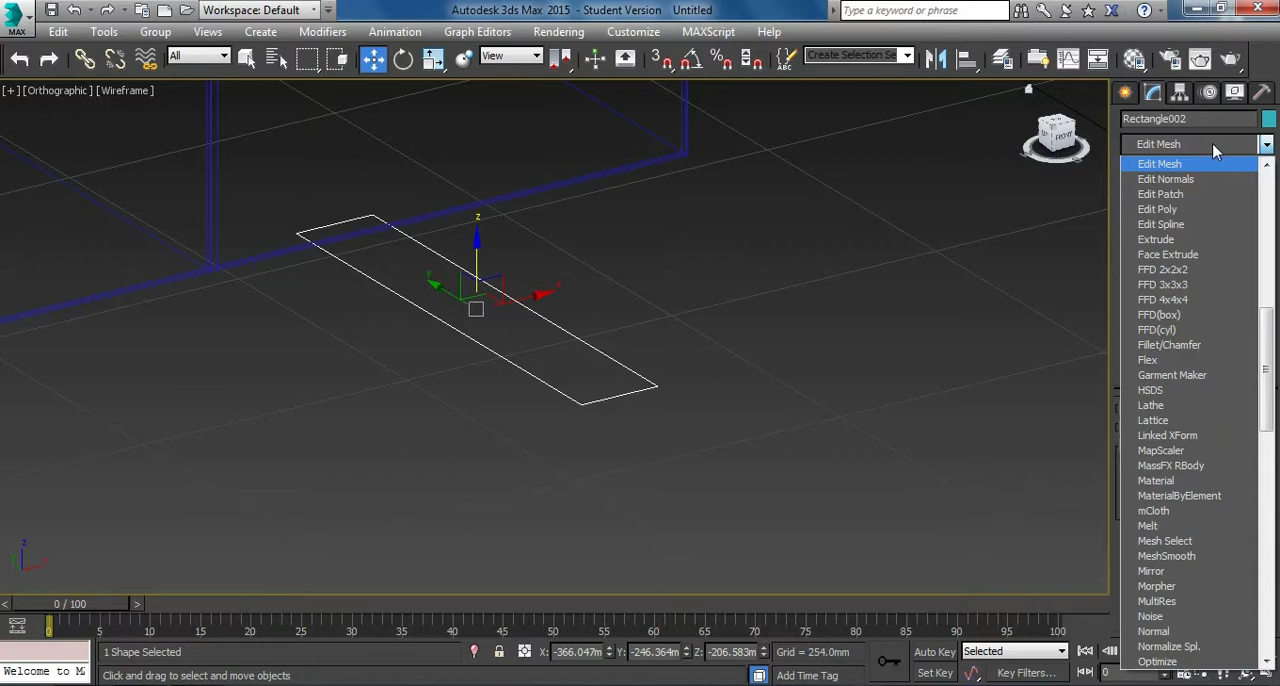 Workspace: Default
Autodesk 3ds Max 2015 - Student Version Untitled
Type a keyword or phrase
MAX
Edit Tools Group Views Create Modifiers Animation Graph Editors Rendering Customize MAXScript Help
All View Create Selection Se
[+] [Orthographic] [Wireframe]
FRONT
Rectangle002
Edit Mesh
Edit Mesh
Edit Normals
Edit Patch
Edit Poly
Edit Spline
Extrude
Face Extrude
FFD 2x2x2
FFD 3x3x3
FFD 4x4x4
FFD(box)
FFD(cyl)
Fillet/Chamfer
Flex
Garment Maker
HSDS
Lathe
Lattice
Linked XForm
MapScaler
MassFX RBody
Material
MaterialByElement
mCloth
Melt
Mesh Select
MeshSmooth
Mirror
Morpher
MultiRes
Noise
Normal
Normalize Spl.
Optimize
z
y
x
z
< 0 / 100 >
0 5 10 15 20 25 30 35 40 45 50 55 60 65 70 75 80 85 90 95 100
1 Shape Selected X: -366.047m Y: -246.364m Z: -206.583m Grid = 254.0mm Auto Key Selected
Welcome to M Click and drag to select and move objects Add Time Tag Set Key Key Filters... 0